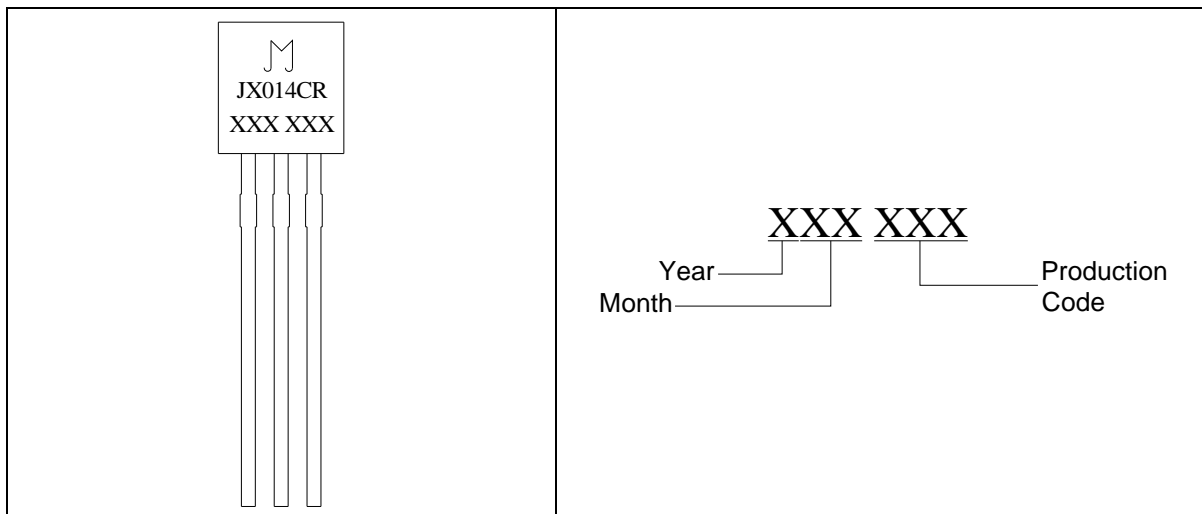 JX014CR
XXX XXX
XXX XXX
Year
Month
Production
Code